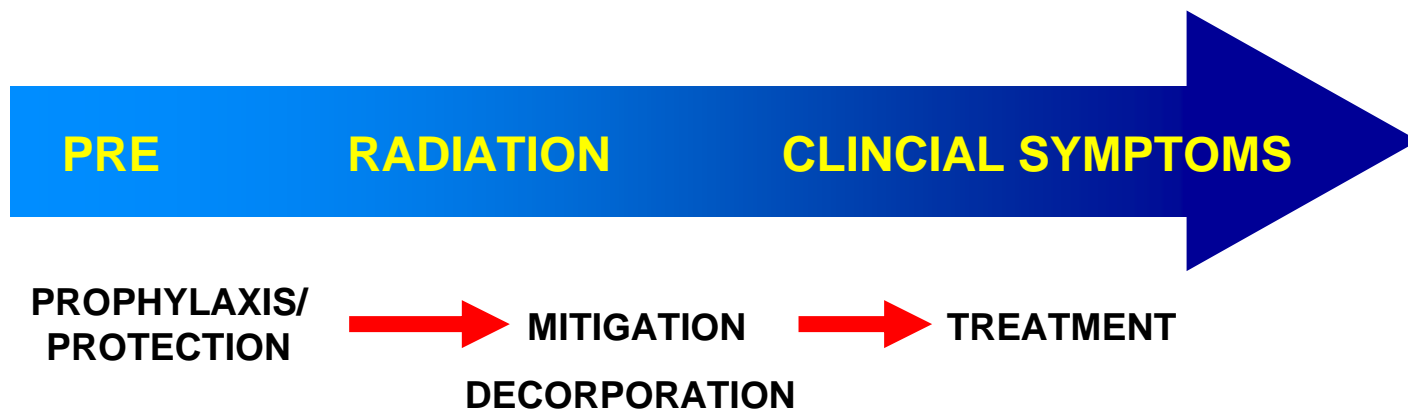 PRE RADIATION CLINCIAL SYMPTOMS
PROPHYLAXIS/
PROTECTION
MITIGATION
TREATMENT
DECORPORATION